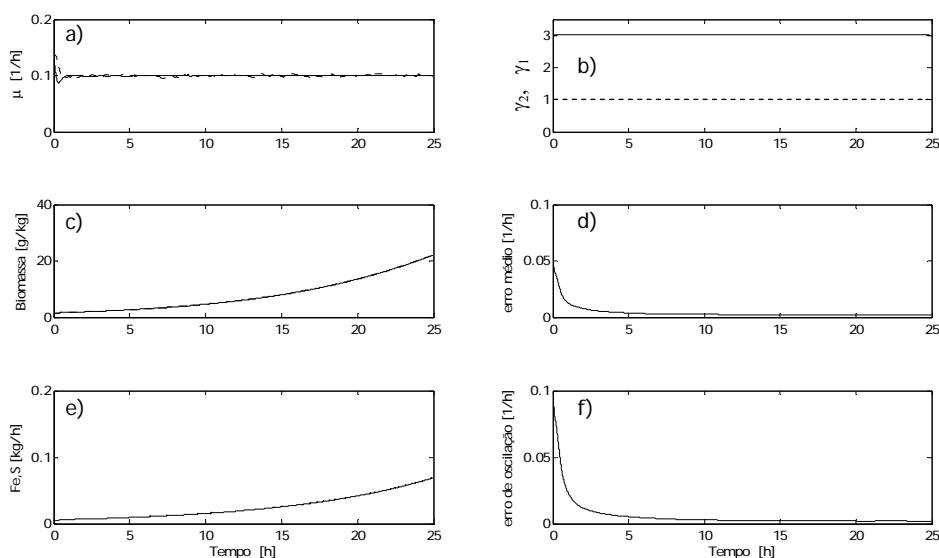 a)
μ [1/h]
0.2
0.1
0
0 5 10 15 20 25
b)
γ₂, γ₁
3
2
1
0
0 5 10 15 20 25
c)
Biomassa [g/kg]
40
20
0
0 5 10 15 20 25
d)
erro médio [1/h]
0.1
0.05
0
0 5 10 15 20 25
e)
Fe,S [kg/h]
0.2
0.1
0
0 5 10 15 20 25
Tempo [h]
f)
erro de oscilação [1/h]
0.1
0.05
0
0 5 10 15 20 25
Tempo [h]